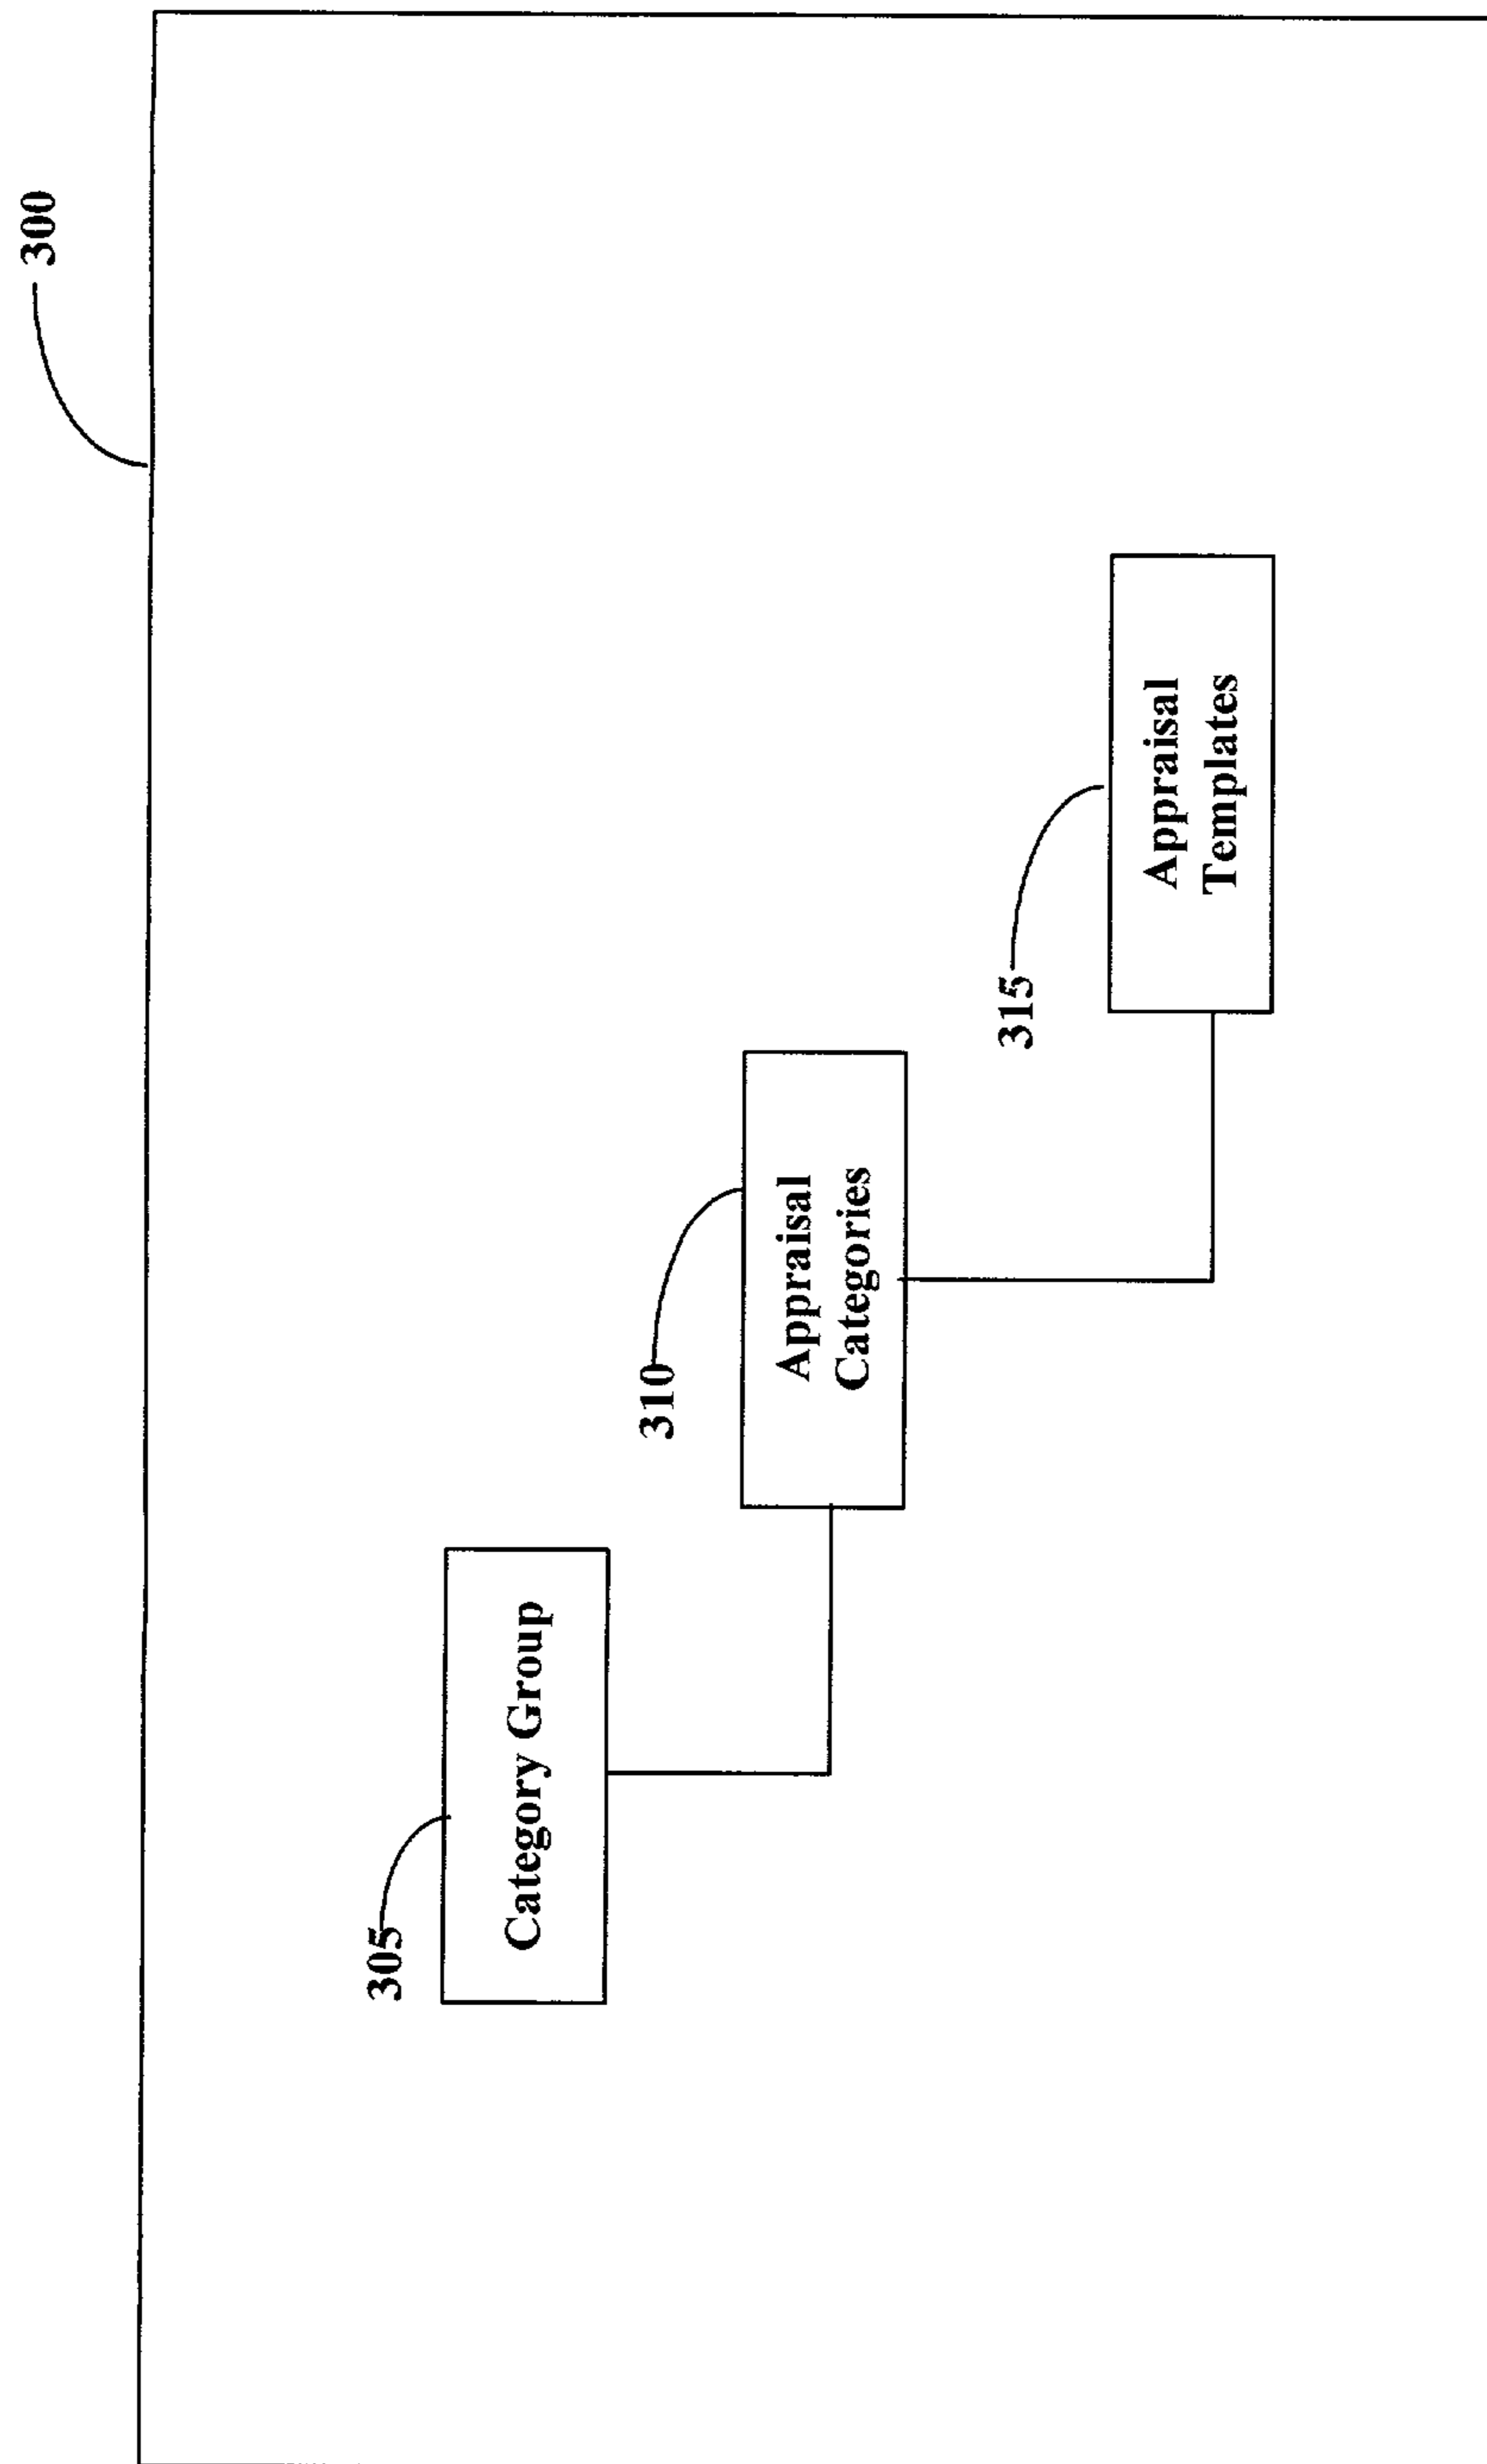 300
305
Category Group
310
Appraisal
Categories
315
Appraisal
Templates